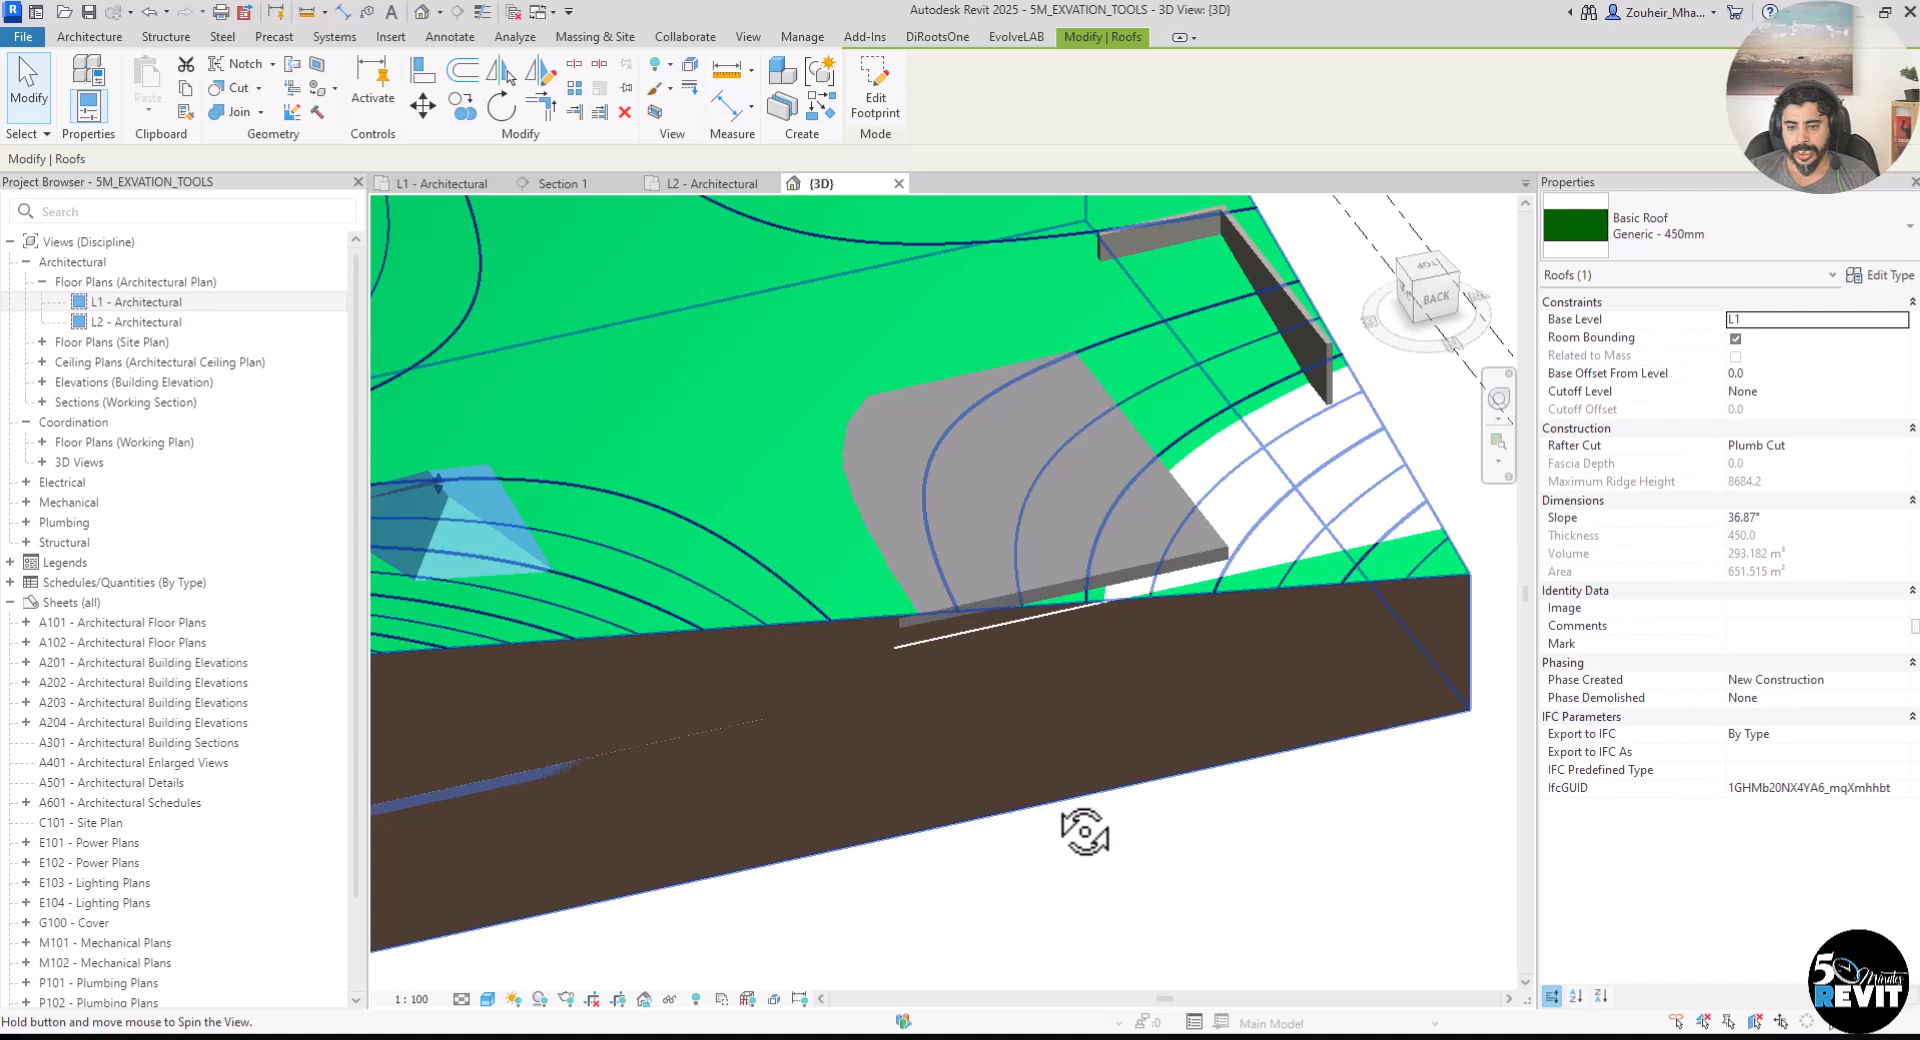 Autodesk Revit 2025 - 5M_EXVATION_TOOLS - 3D View: {3D}
Zouheir_Mha...
File Architecture Structure Steel Precast Systems Insert Annotate Analyze Massing & Site Collaborate View Manage Add-Ins DiRootsOne EvolveLAB Modify | Roofs
Modify Paste Notch Cut Join Activate Edit Footprint
Select Properties Clipboard Geometry Controls Modify View Measure Create Mode
Modify | Roofs
Project Browser - 5M_EXVATION_TOOLS
Search
Views (Discipline)
Architectural
Floor Plans (Architectural Plan)
L1 - Architectural
L2 - Architectural
Floor Plans (Site Plan)
Ceiling Plans (Architectural Ceiling Plan)
Elevations (Building Elevation)
Sections (Working Section)
Coordination
Floor Plans (Working Plan)
3D Views
Electrical
Mechanical
Plumbing
Structural
Legends
Schedules/Quantities (By Type)
Sheets (all)
A101 - Architectural Floor Plans
A102 - Architectural Floor Plans
A201 - Architectural Building Elevations
A202 - Architectural Building Elevations
A203 - Architectural Building Elevations
A204 - Architectural Building Elevations
A301 - Architectural Building Sections
A401 - Architectural Enlarged Views
A501 - Architectural Details
A601 - Architectural Schedules
C101 - Site Plan
E101 - Power Plans
E102 - Power Plans
E103 - Lighting Plans
E104 - Lighting Plans
G100 - Cover
M101 - Mechanical Plans
M102 - Mechanical Plans
P101 - Plumbing Plans
P102 - Plumbing Plans
L1 - Architectural Section 1 L2 - Architectural {3D}
TOP
BACK
1 : 100
Properties
Basic Roof
Generic - 450mm
Roofs (1) Edit Type
Constraints
Base Level L1
Room Bounding
Related to Mass
Base Offset From Level 0.0
Cutoff Level None
Cutoff Offset 0.0
Construction
Rafter Cut Plumb Cut
Fascia Depth 0.0
Maximum Ridge Height 8684.2
Dimensions
Slope 36.87°
Thickness 450.0
Volume 293.182 m³
Area 651.515 m²
Identity Data
Image
Comments
Mark
Phasing
Phase Created New Construction
Phase Demolished None
IFC Parameters
Export to IFC By Type
Export to IFC As
IFC Predefined Type
IfcGUID 1GHMb20NX4YA6_mqXmhhbt
5 Minutes
REVIT
Hold button and move mouse to Spin the View.
:0
Main Model